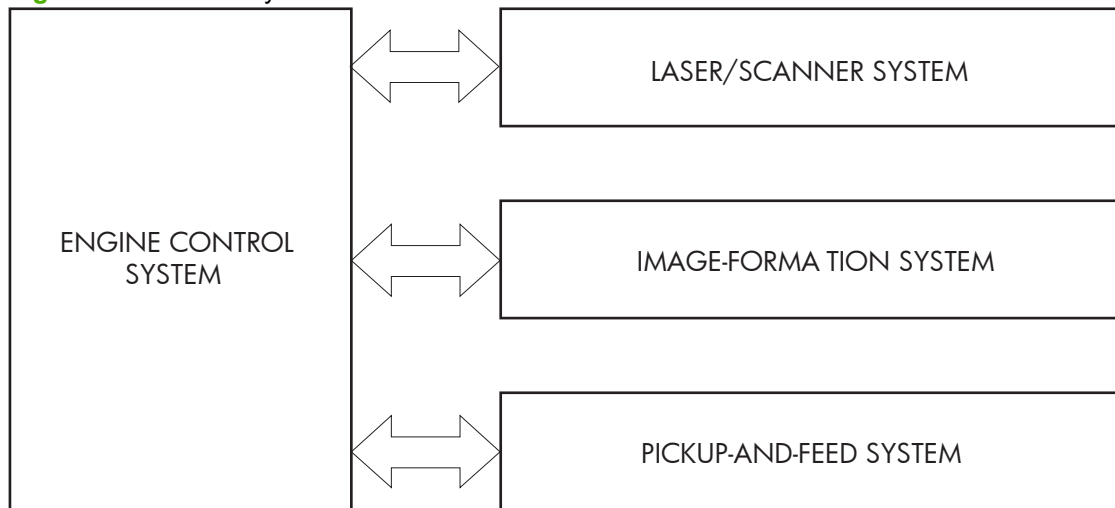 LASER/SCANNER SYSTEM
ENGINE CONTROL
SYSTEM
IMAGE-FORMA TION SYSTEM
PICKUP-AND-FEED SYSTEM